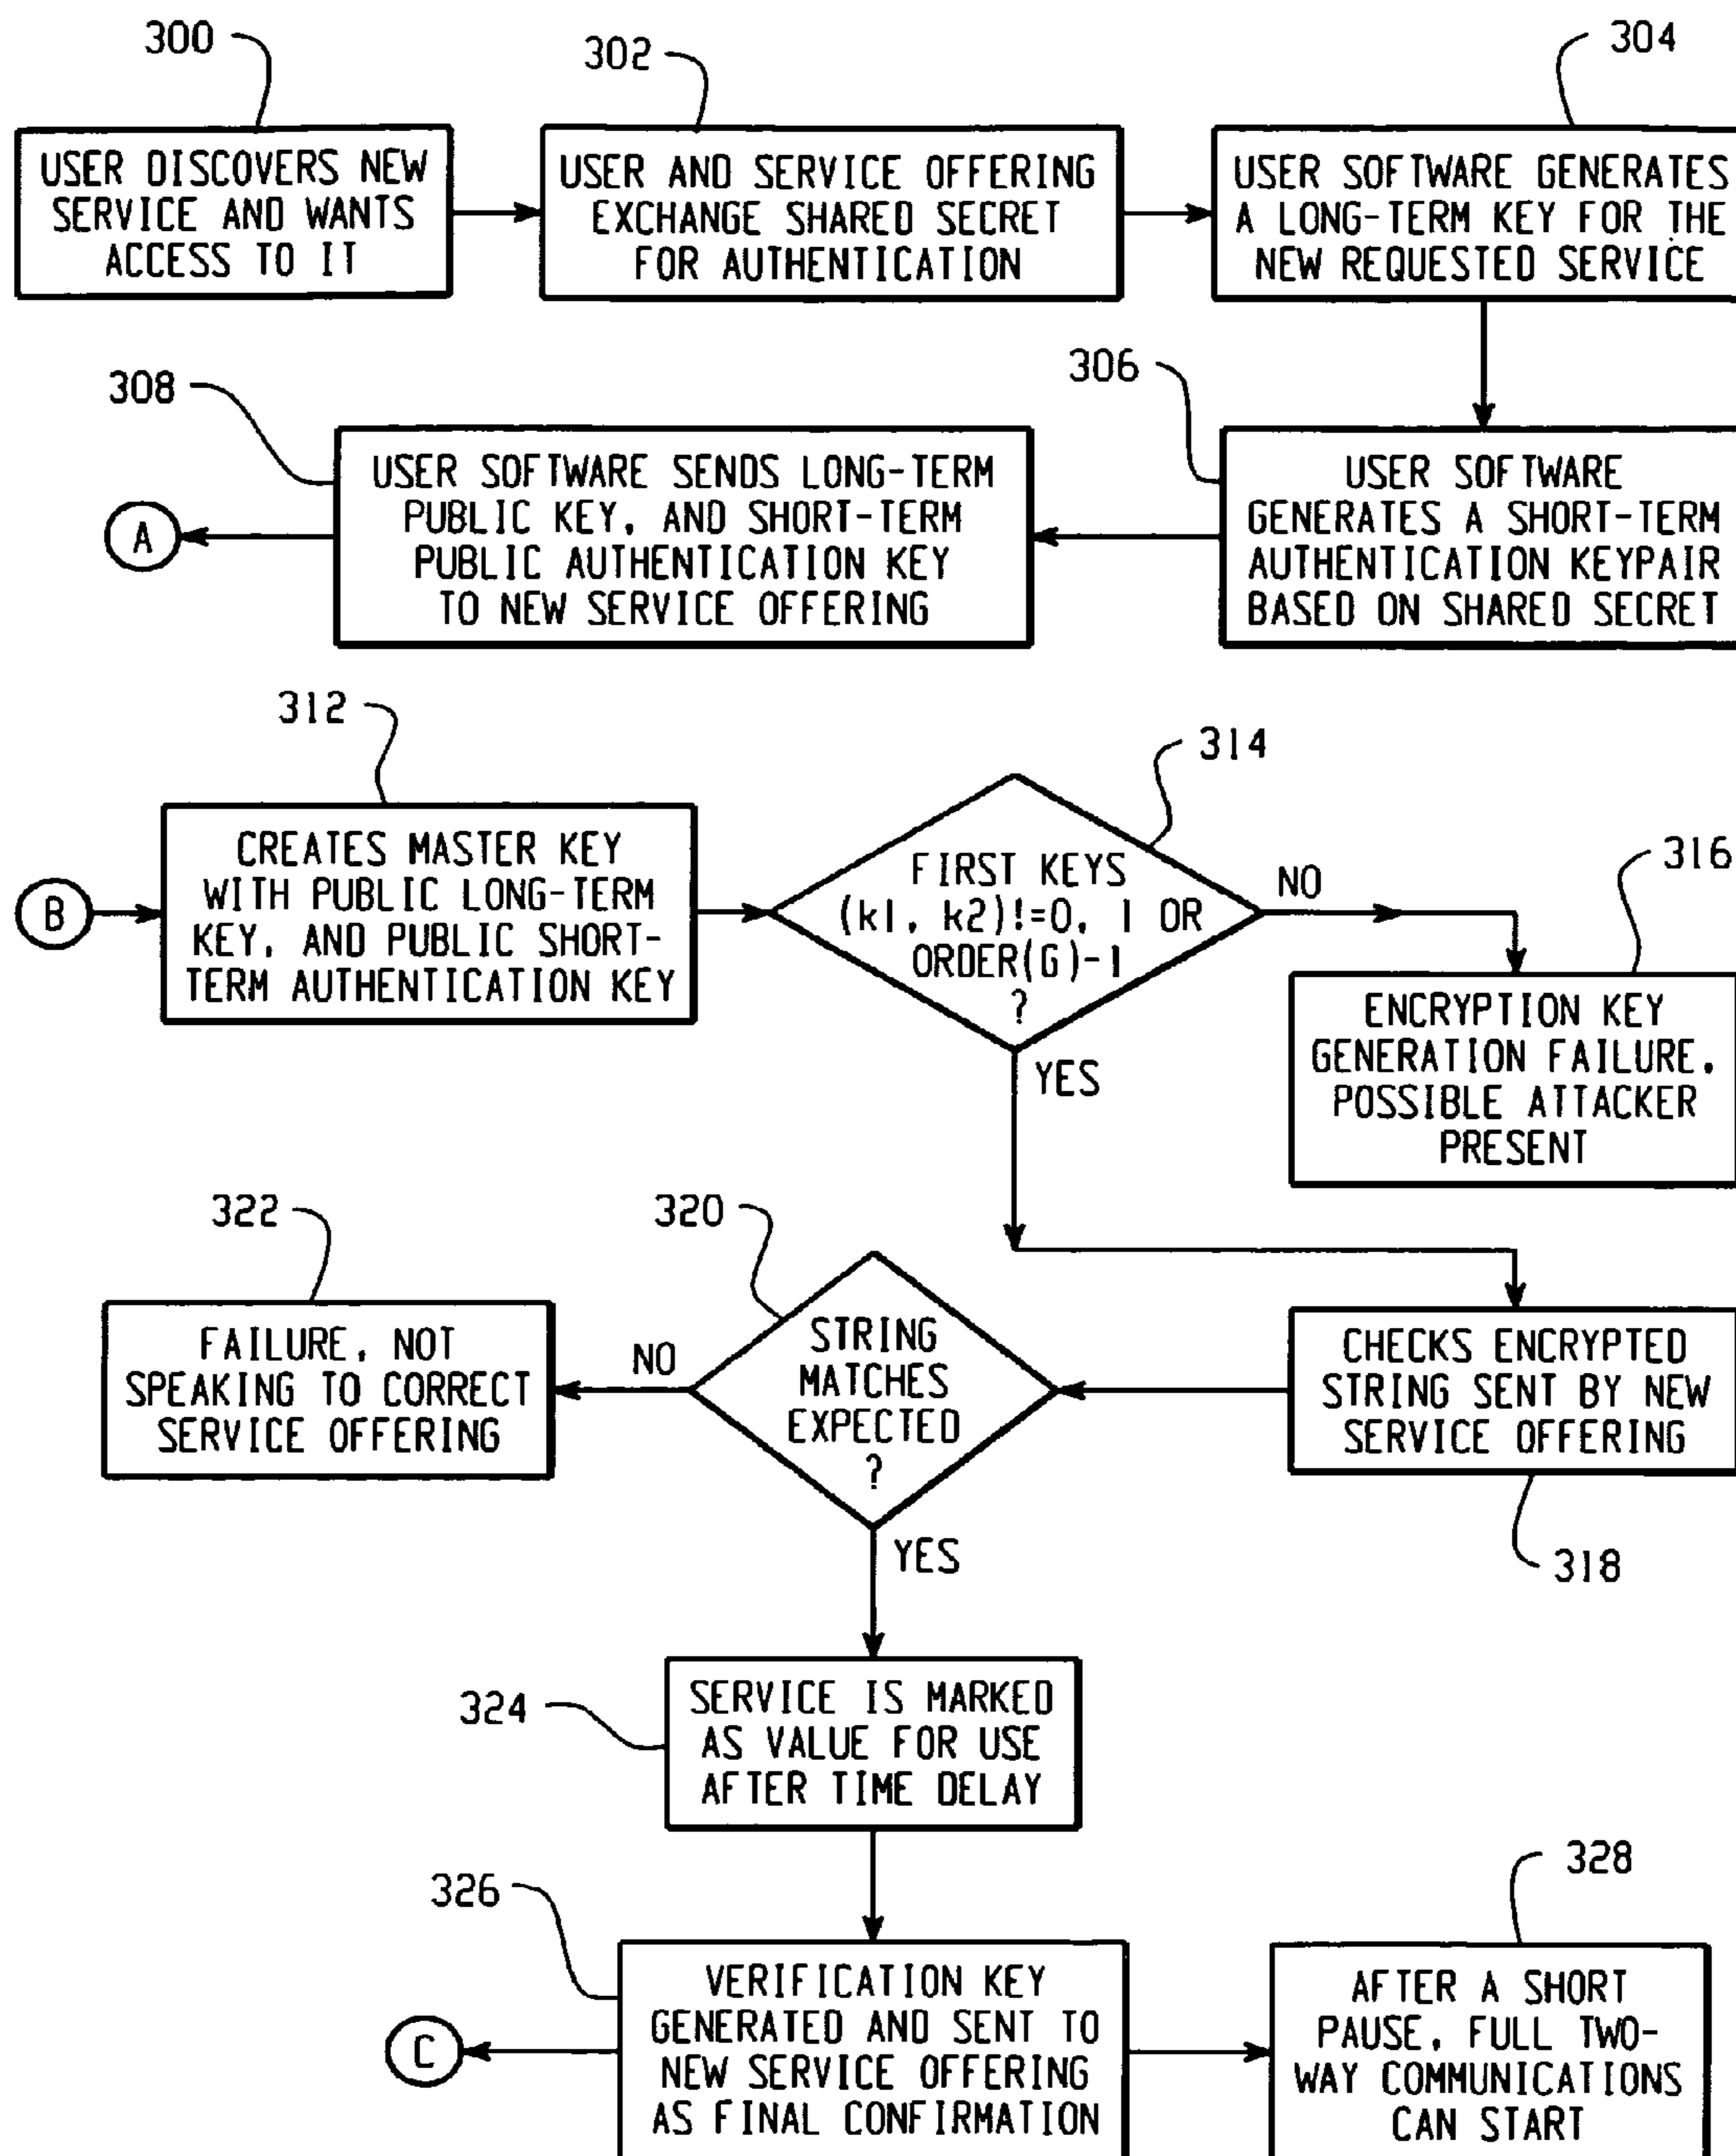 300
302
304
USER DISCOVERS NEW
SERVICE AND WANTS
ACCESS TO IT
USER AND SERVICE OFFERING
EXCHANGE SHARED SECRET
FOR AUTHENTICATION
USER SOFTWARE GENERATES
A LONG-TERM KEY FOR THE
NEW REQUESTED SERVICE
308
306
A
USER SOFTWARE SENDS LONG-TERM
PUBLIC KEY, AND SHORT-TERM
PUBLIC AUTHENTICATION KEY
TO NEW SERVICE OFFERING
USER SOFTWARE
GENERATES A SHORT-TERM
AUTHENTICATION KEYPAIR
BASED ON SHARED SECRET
312
314
316
B
CREATES MASTER KEY
WITH PUBLIC LONG-TERM
KEY, AND PUBLIC SHORT-
TERM AUTHENTICATION KEY
FIRST KEYS
(k1, k2)!=0, 1 OR
ORDER(G)-1
?
NO
YES
ENCRYPTION KEY
GENERATION FAILURE,
POSSIBLE ATTACKER
PRESENT
322
320
FAILURE, NOT
SPEAKING TO CORRECT
SERVICE OFFERING
NO
STRING
MATCHES
EXPECTED
?
YES
CHECKS ENCRYPTED
STRING SENT BY NEW
SERVICE OFFERING
318
324
SERVICE IS MARKED
AS VALUE FOR USE
AFTER TIME DELAY
326
328
C
VERIFICATION KEY
GENERATED AND SENT TO
NEW SERVICE OFFERING
AS FINAL CONFIRMATION
AFTER A SHORT
PAUSE, FULL TWO-
WAY COMMUNICATIONS
CAN START